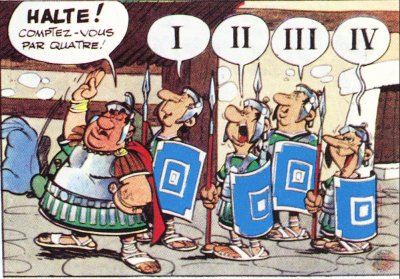 HALTE!
COMPTEZ-VOUS
PAR QUATRE!
I
II
III
IV